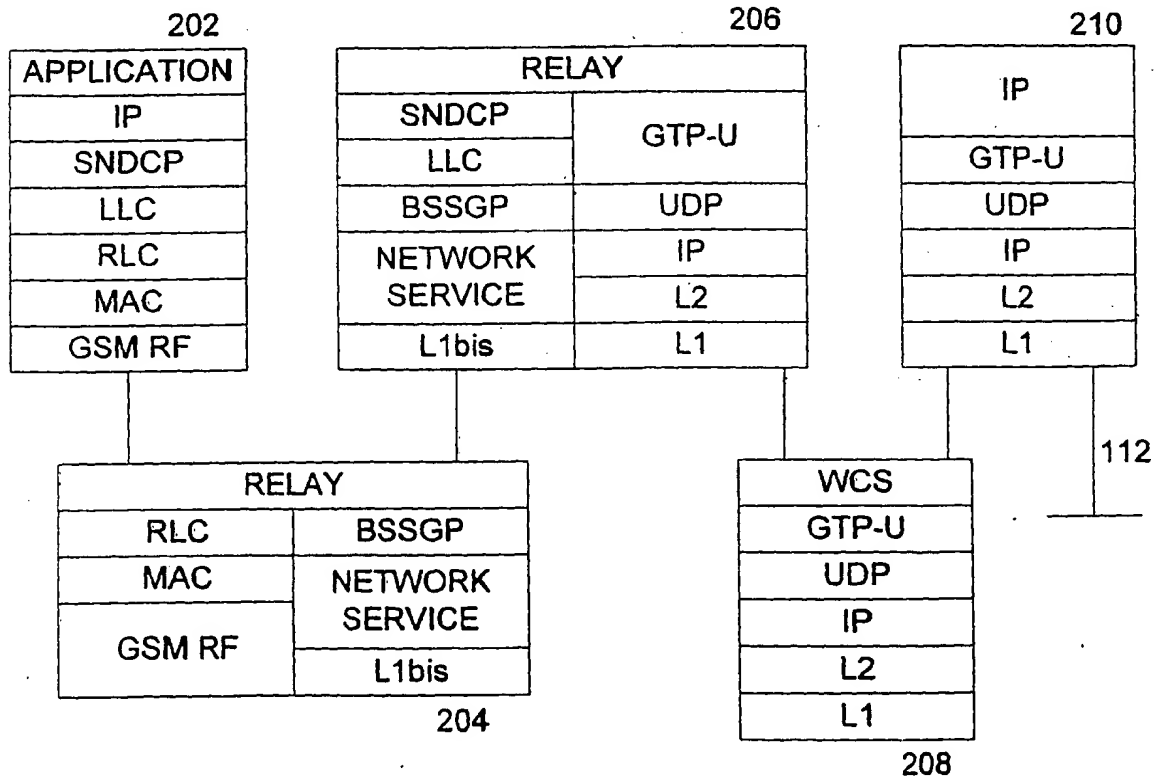 202
APPLICATION
IP
SNDCP
LLC
RLC
MAC
GSM RF
206
RELAY
SNDCP
LLC
BSSGP
NETWORK
SERVICE
L1bis
GTP-U
UDP
IP
L2
L1
210
IP
GTP-U
UDP
IP
L2
L1
112
RELAY
RLC
MAC
GSM RF
BSSGP
NETWORK
SERVICE
L1bis
204
WCS
GTP-U
UDP
IP
L2
L1
208